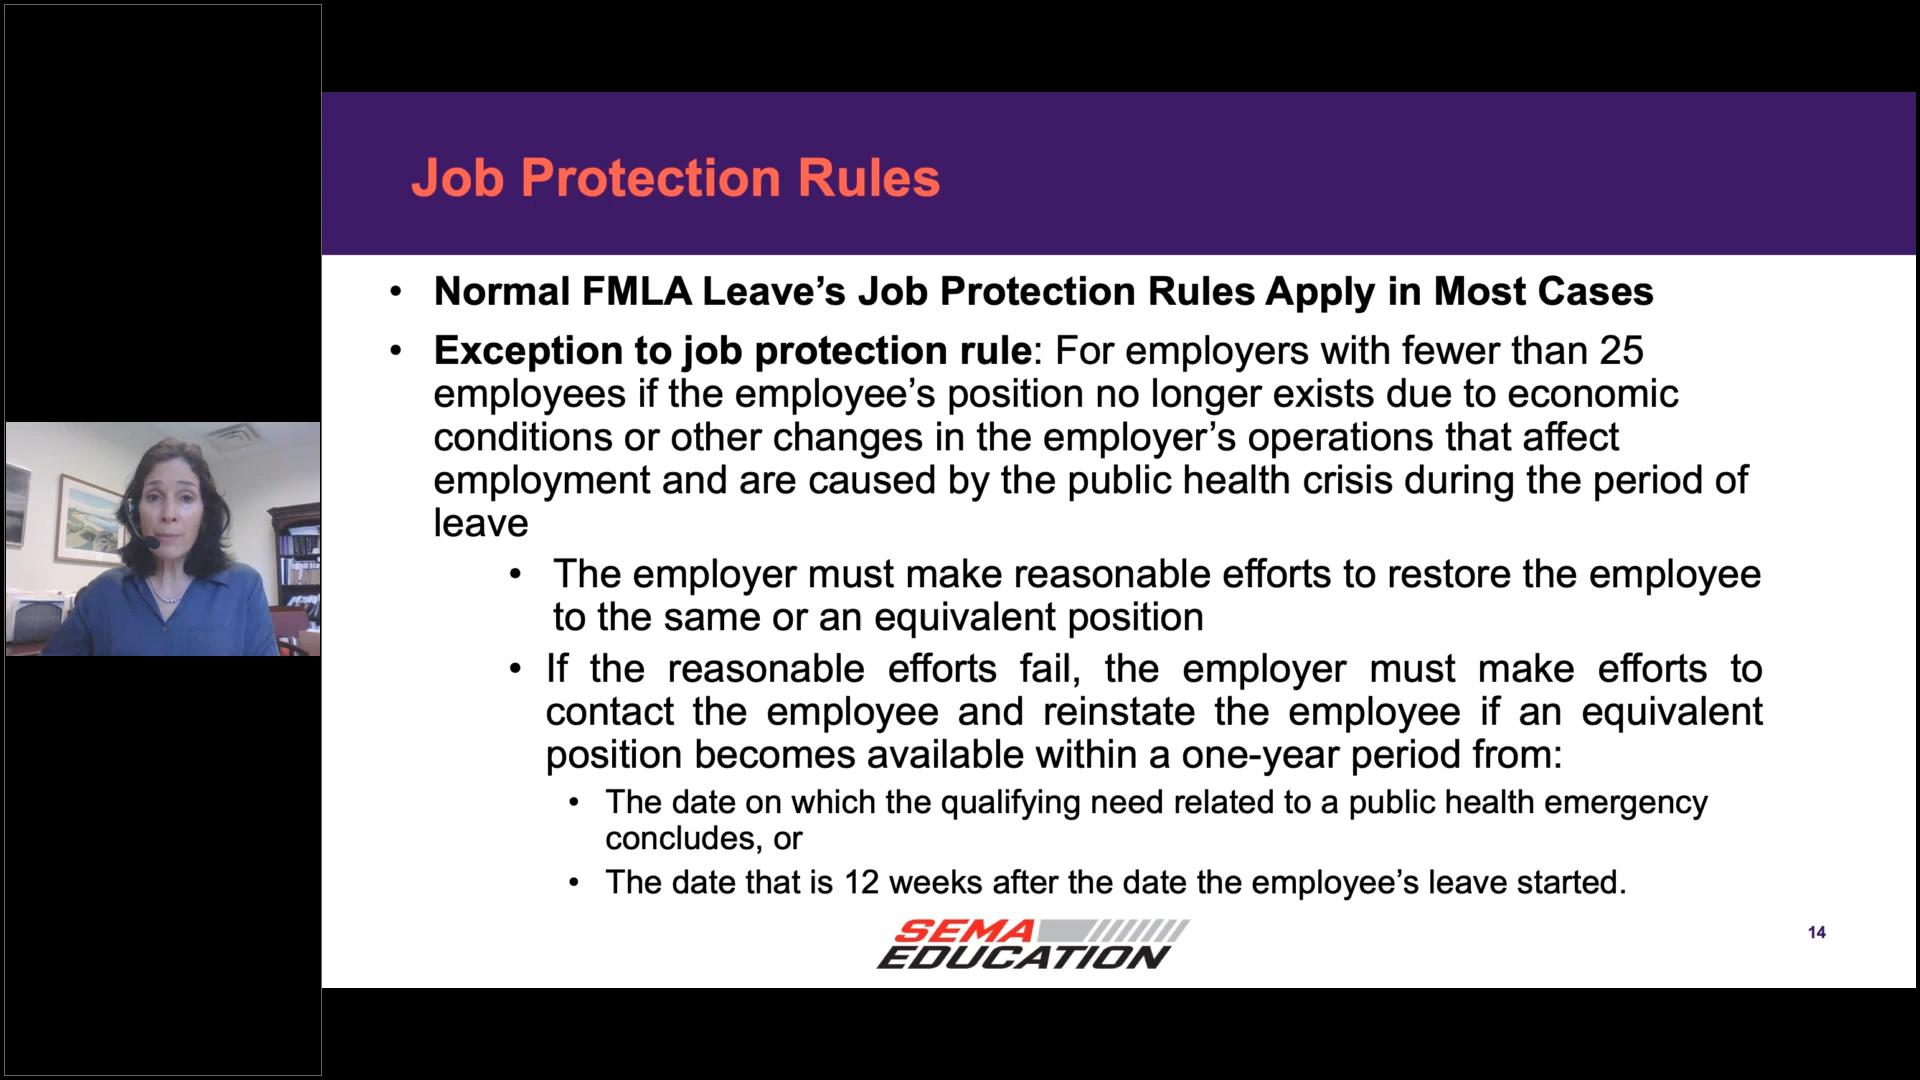 Job Protection Rules
• Normal FMLA Leave’s Job Protection Rules Apply in Most Cases
• Exception to job protection rule: For employers with fewer than 25
employees if the employee’s position no longer exists due to economic
conditions or other changes in the employer’s operations that affect
employment and are caused by the public health crisis during the period of
leave
• The employer must make reasonable efforts to restore the employee
to the same or an equivalent position
• If the reasonable efforts fail, the employer must make efforts to
contact the employee and reinstate the employee if an equivalent
position becomes available within a one-year period from:
• The date on which the qualifying need related to a public health emergency
concludes, or
• The date that is 12 weeks after the date the employee’s leave started.
SEMA
EDUCATION
14